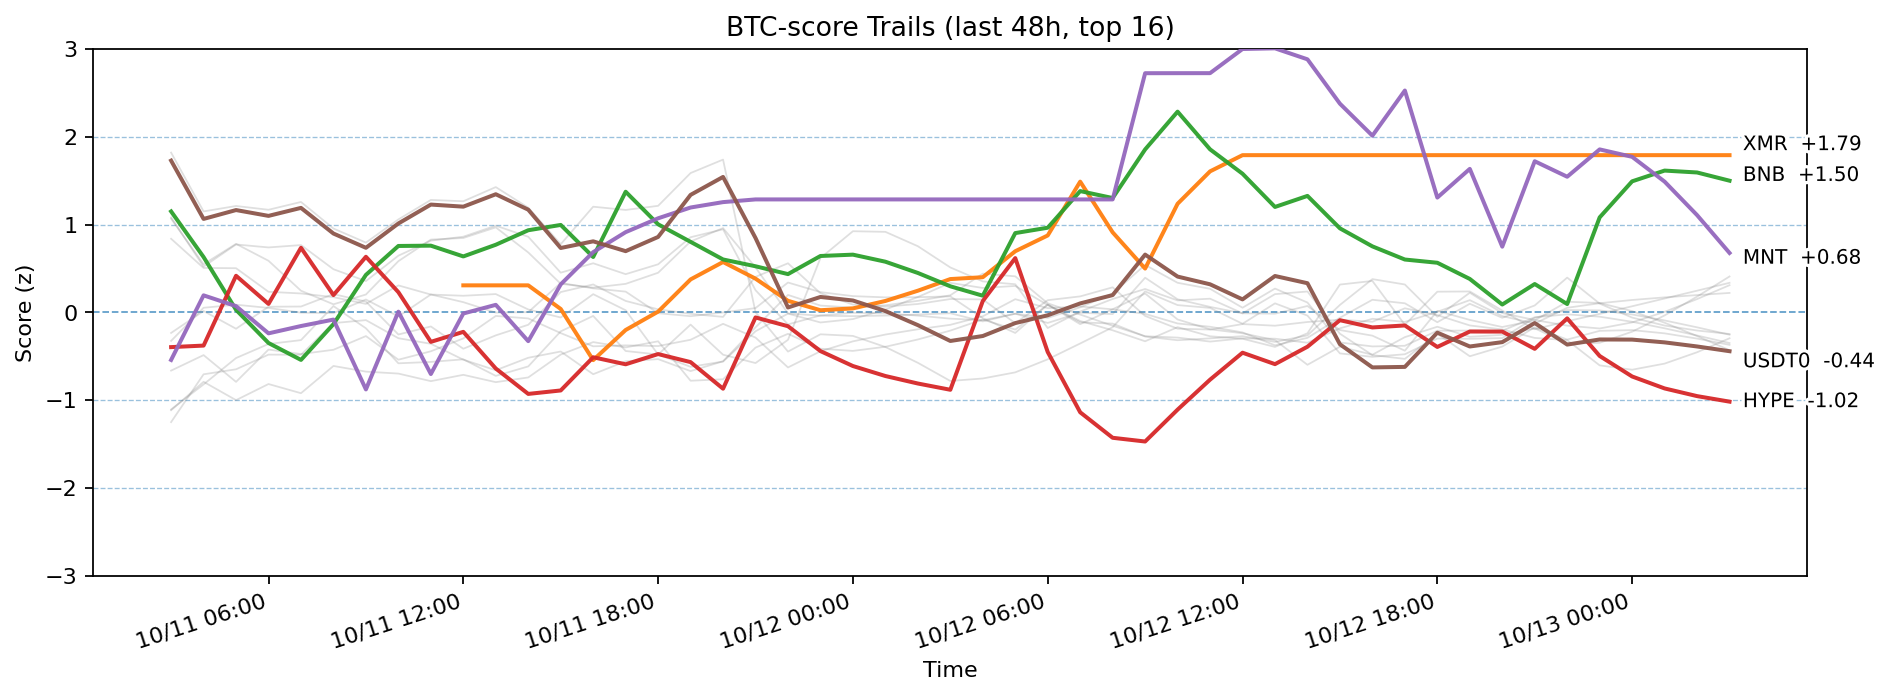 BTC-score Trails (last 48h, top 16)
Score (z)
3
2
1
0
−1
−2
−3
XMR +1.79
BNB +1.50
MNT +0.68
USDT0 -0.44
HYPE -1.02
10/11 06:00
10/11 12:00
10/11 18:00
10/12 00:00
10/12 06:00
10/12 12:00
10/12 18:00
10/13 00:00
Time